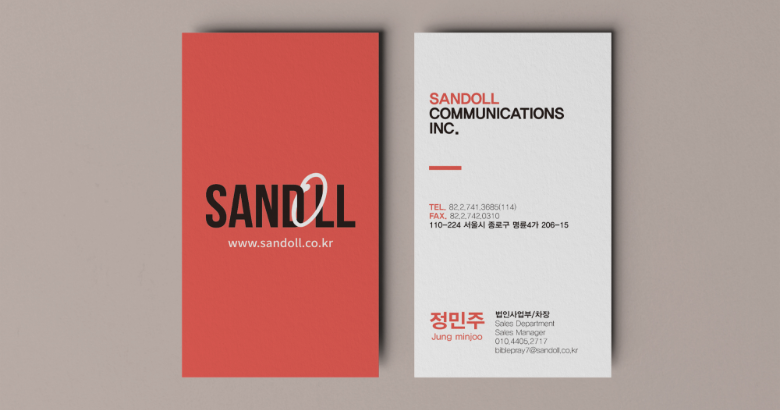 SANDOLL
www.sandoll.co.kr
SANDOLL
COMMUNICATIONS
INC.
TEL. 82.2.741.3685(114)
FAX. 82.2.742.0310
110-224 서울시 종로구 명륜4가 206-15
정민주
Jung minjoo
법인사업부/차장
Sales Department
Sales Manager
010.4405.2717
biblepray7@sandoll.co.kr